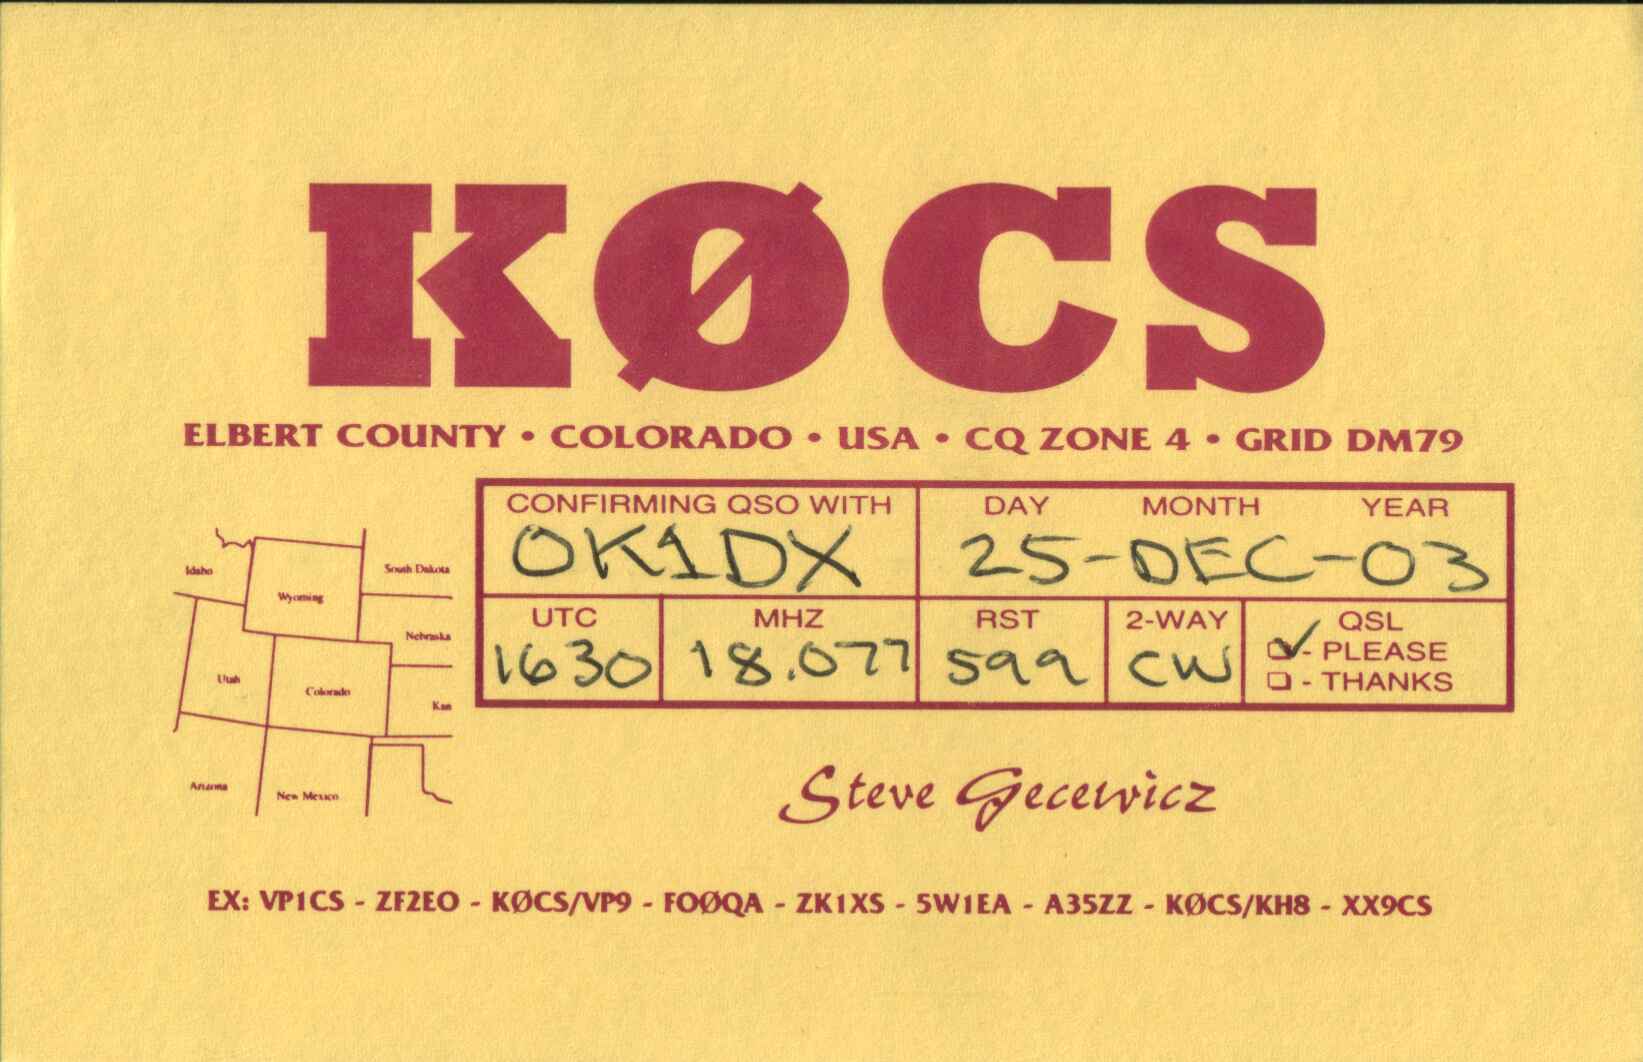 KØCS
ELBERT COUNTY • COLORADO • USA • CQ ZONE 4 • GRID DM79
CONFIRMING QSO WITH DAY MONTH YEAR
OK1DX 25-DEC-03
UTC MHZ RST 2-WAY QSL
1630 18.077 599 CW
- PLEASE
- THANKS
Idaho
South Dakota
Wyoming
Nebraska
Utah
Colorado
Kan
Arizona
New Mexico
Steve Gecewicz
EX: VP1CS - ZF2EO - KØCS/VP9 - FOØQA - ZK1XS - 5W1EA - A35ZZ - KØCS/KH8 - XX9CS